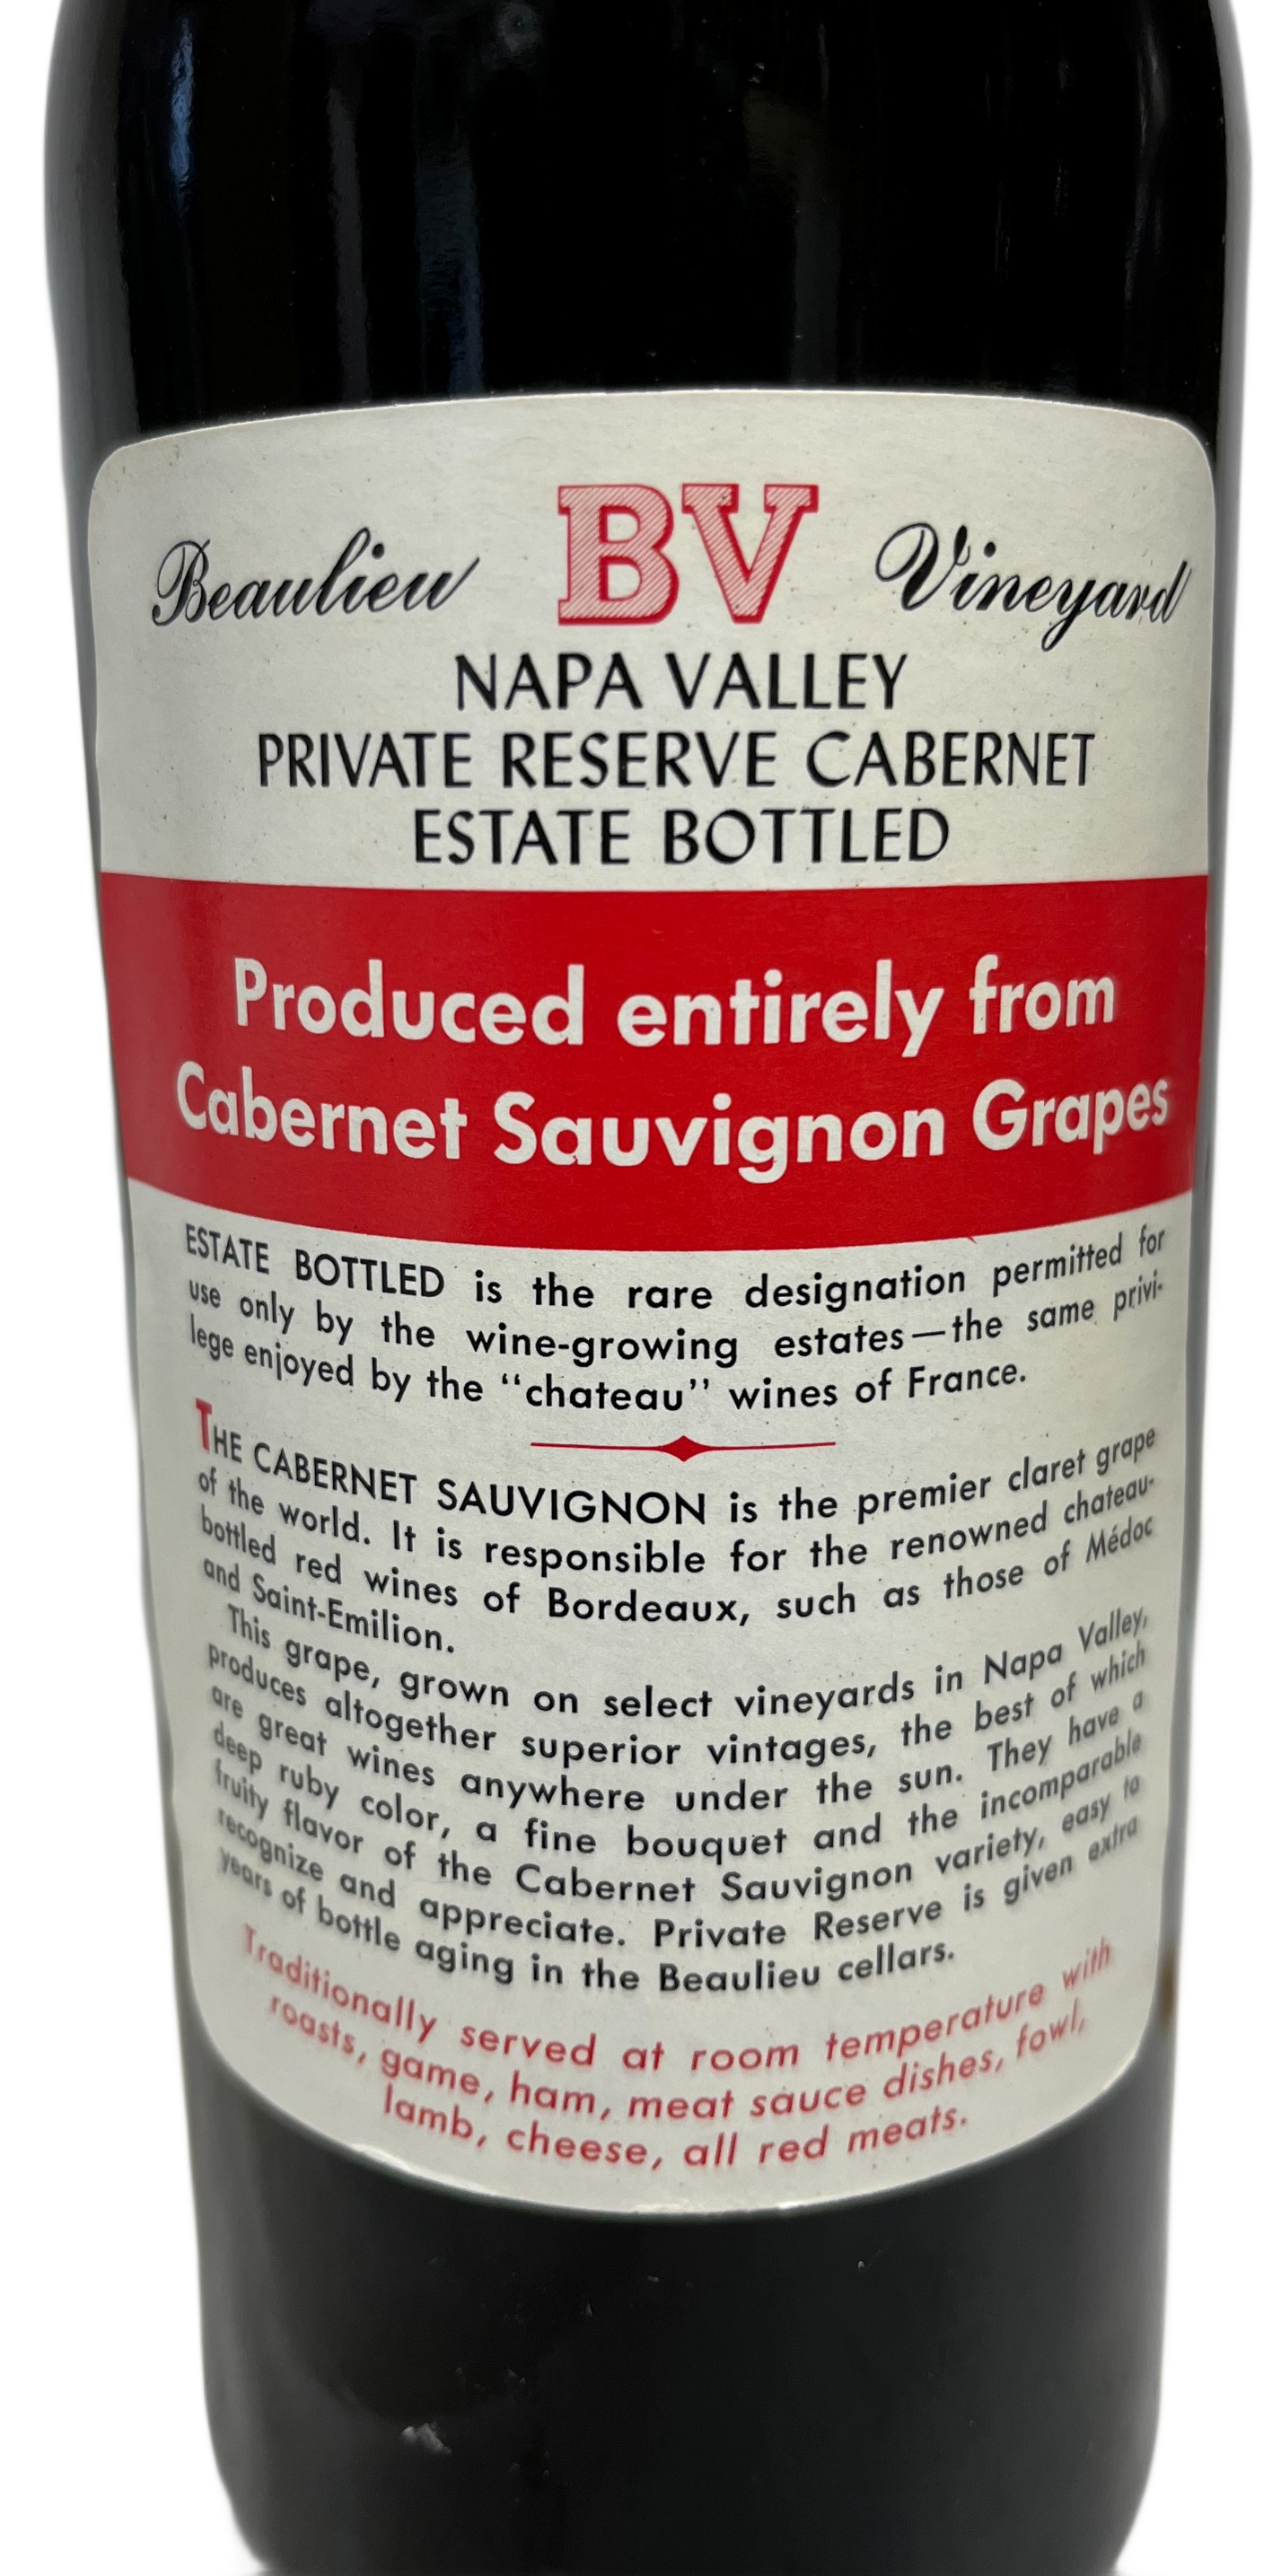 Beaulieu BV Vineyard
NAPA VALLEY
PRIVATE RESERVE CABERNET
ESTATE BOTTLED
Produced entirely from
Cabernet Sauvignon Grapes
ESTATE BOTTLED is the rare designation permitted for
use only by the wine-growing estates—the same privi-
lege enjoyed by the “chateau” wines of France.
THE CABERNET SAUVIGNON is the premier claret grape
of the world. It is responsible for the renowned chateau-
bottled red wines of Bordeaux, such as those of Médoc
and Saint-Emilion.
This grape, grown on select vineyards in Napa Valley,
produces altogether superior vintages, the best of which
are great wines anywhere under the sun. They have a
deep ruby color, a fine bouquet and the incomparable
fruity flavor of the Cabernet Sauvignon variety, easy to
recognize and appreciate. Private Reserve is given extra
years of bottle aging in the Beaulieu cellars.
Traditionally served at room temperature with
roasts, game, ham, meat sauce dishes, fowl,
lamb, cheese, all red meats.